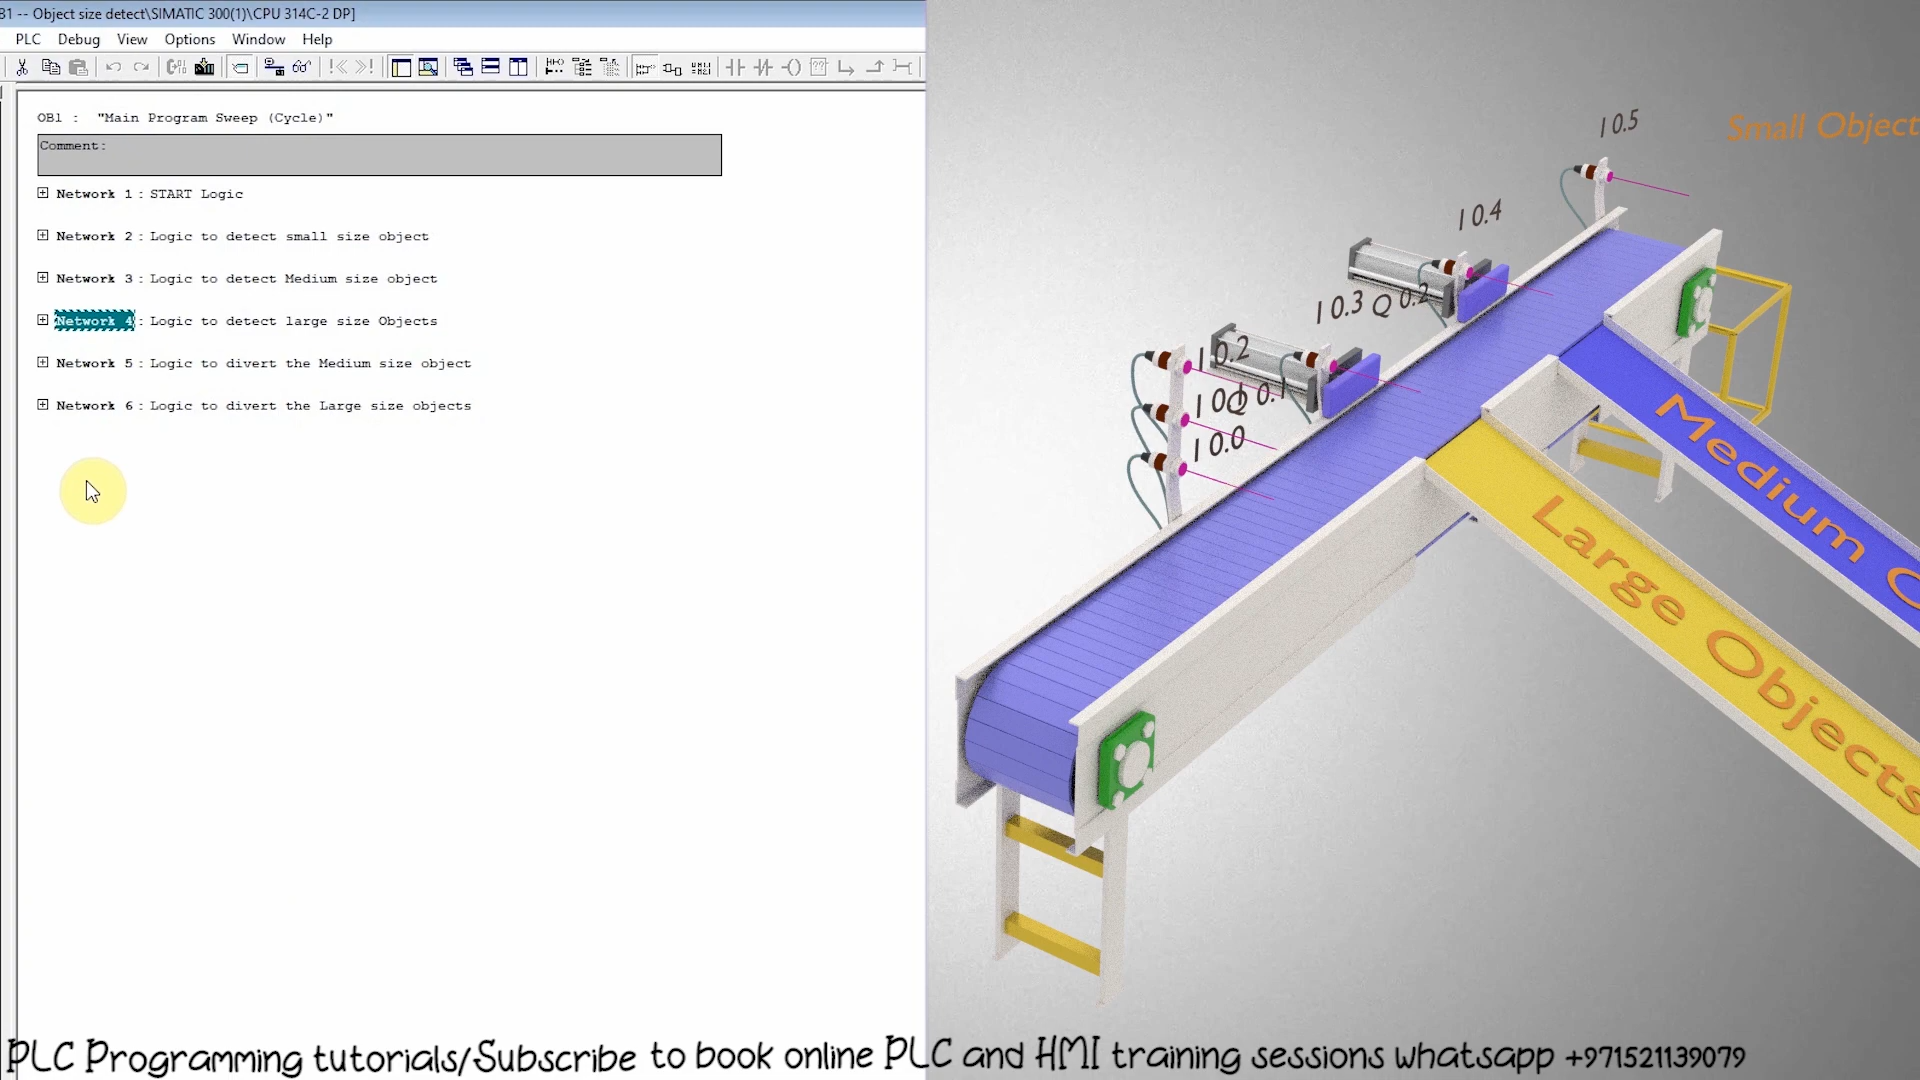 B1 -- Object size detect\SIMATIC 300(1)\CPU 314C-2 DP]
PLC Debug View Options Window Help
OB1 : "Main Program Sweep (Cycle)"
Comment:
Network 1 : START Logic
Network 2 : Logic to detect small size object
Network 3 : Logic to detect Medium size object
Network 4 : Logic to detect large size Objects
Network 5 : Logic to divert the Medium size object
Network 6 : Logic to divert the Large size objects
I 0.5
Small Object
I 0.4
I 0.3 Q 0.2
I 0.2
Q 0.1
I 0.0
Medium
Large Objects
PLC Programming tutorials/Subscribe to book online PLC and HMI training sessions whatsapp +971521139079